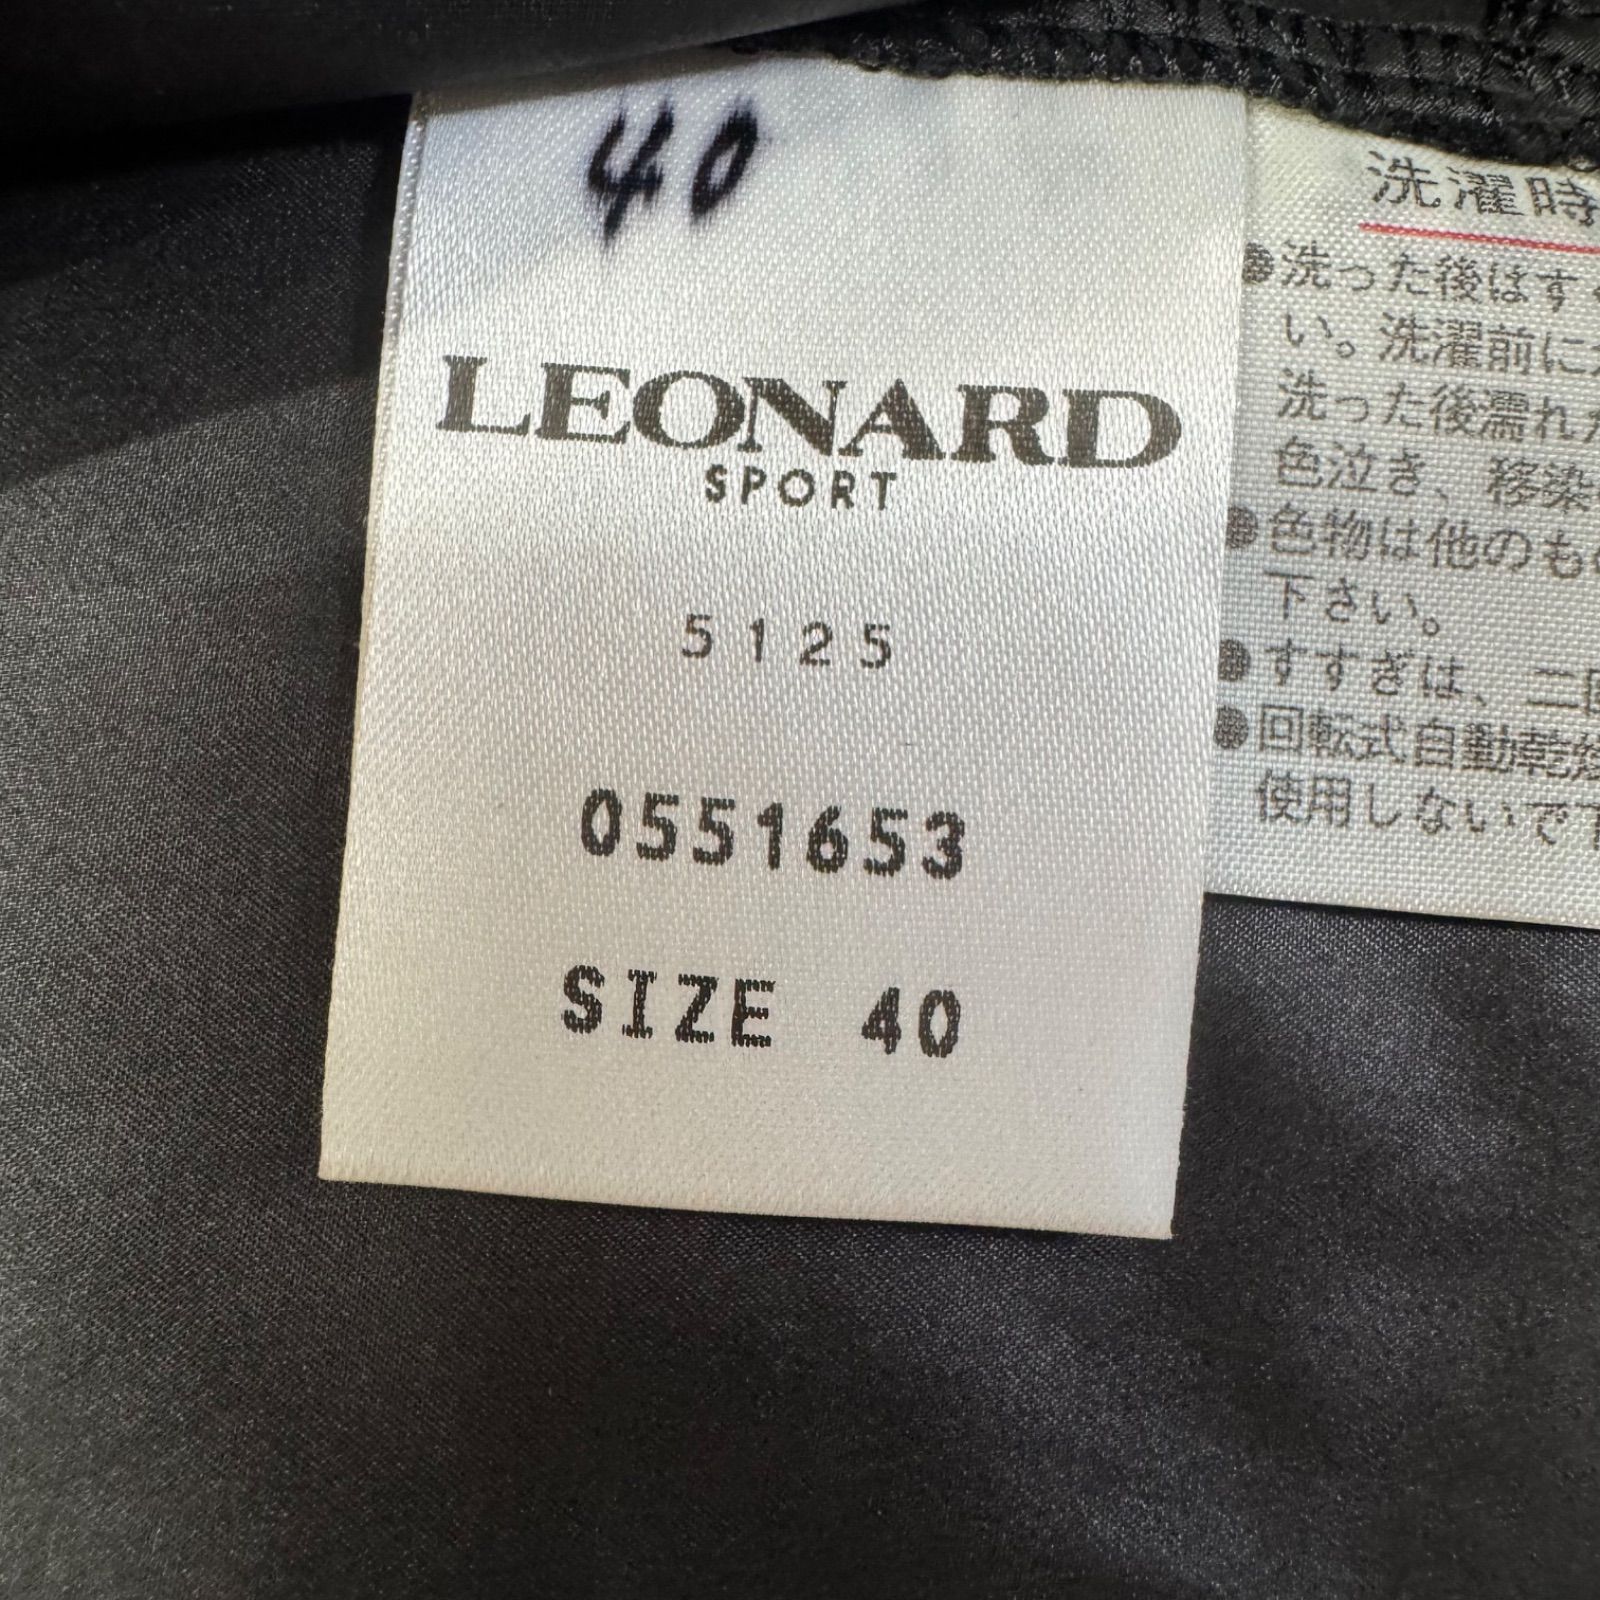 40
LEONARD
SPORT
5125
0551653
SIZE 40
洗濯時
●洗った後はす
い。洗濯前に
洗った後濡れ
色泣き、移染
●色物は他のも
下さい。
●すすぎは、二回
●回転式自動乾燥
使用しないで下